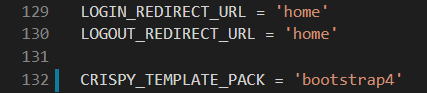 129 LOGIN_REDIRECT_URL = 'home'
130 LOGOUT_REDIRECT_URL = 'home'
131
132 CRISPY_TEMPLATE_PACK = 'bootstrap4'